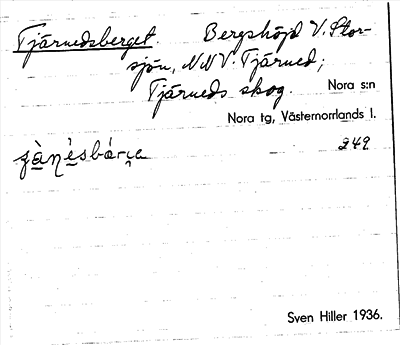 Tjärnedsberget. Bergshöjd V. Stor-
sjön, NNV. Tjärned;
Tjärneds skog. Nora s:n
Nora tg, Västernorrlands l.
249
Sven Hiller 1936.